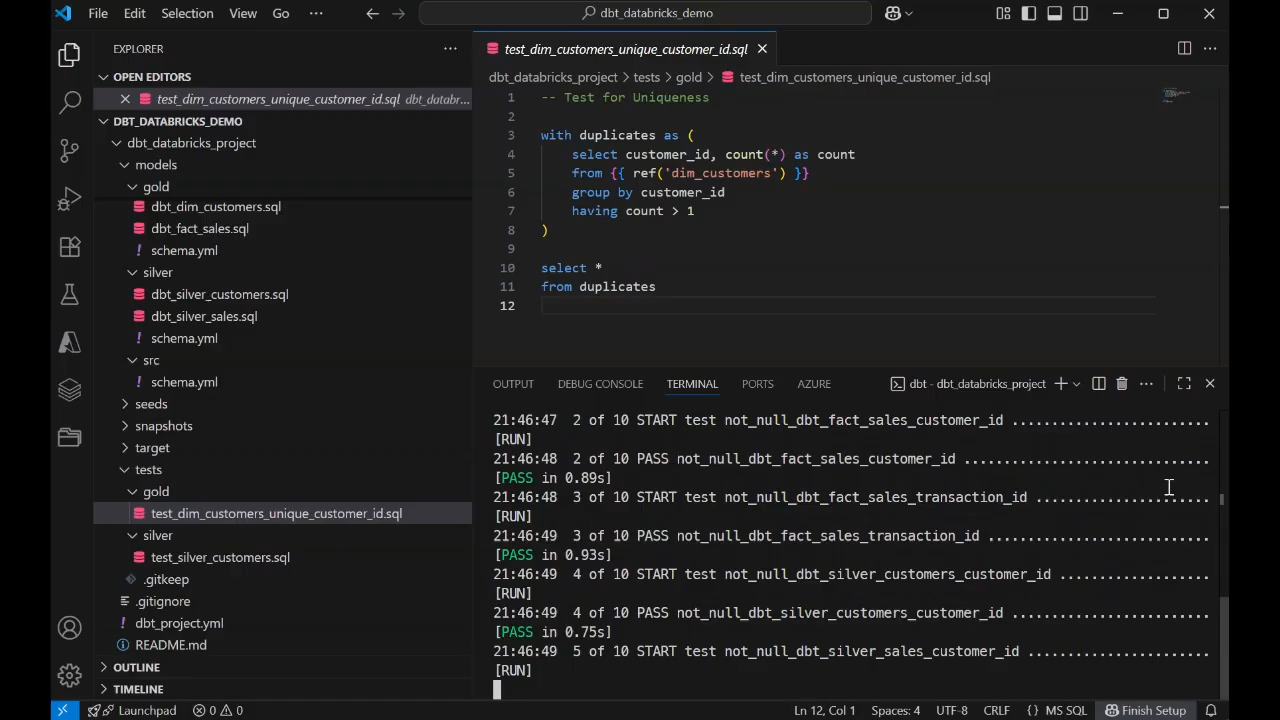 File Edit Selection View Go ··· dbt_databricks_demo
EXPLORER ···
OPEN EDITORS
test_dim_customers_unique_customer_id.sql dbt_databr...
DBT_DATABRICKS_DEMO
dbt_databricks_project
models
gold
dbt_dim_customers.sql
dbt_fact_sales.sql
! schema.yml
silver
dbt_silver_customers.sql
dbt_silver_sales.sql
! schema.yml
src
! schema.yml
seeds
snapshots
target
tests
gold
test_dim_customers_unique_customer_id.sql
silver
test_silver_customers.sql
.gitkeep
.gitignore
! dbt_project.yml
README.md
OUTLINE
TIMELINE
test_dim_customers_unique_customer_id.sql
dbt_databricks_project > tests > gold > test_dim_customers_unique_customer_id.sql
1 -- Test for Uniqueness
2
3 with duplicates as (
4 select customer_id, count(*) as count
5 from {{ ref('dim_customers') }}
6 group by customer_id
7 having count > 1
8 )
9
10 select *
11 from duplicates
12
OUTPUT DEBUG CONSOLE TERMINAL PORTS AZURE dbt - dbt_databricks_project
21:46:47 2 of 10 START test not_null_dbt_fact_sales_customer_id .........................
[RUN]
21:46:48 2 of 10 PASS not_null_dbt_fact_sales_customer_id ...............................
[PASS in 0.89s]
21:46:48 3 of 10 START test not_null_dbt_fact_sales_transaction_id ......................
[RUN]
21:46:49 3 of 10 PASS not_null_dbt_fact_sales_transaction_id ............................
[PASS in 0.93s]
21:46:49 4 of 10 START test not_null_dbt_silver_customers_customer_id ...................
[RUN]
21:46:49 4 of 10 PASS not_null_dbt_silver_customers_customer_id .........................
[PASS in 0.75s]
21:46:49 5 of 10 START test not_null_dbt_silver_sales_customer_id .......................
[RUN]
Launchpad 0 0 Ln 12, Col 1 Spaces: 4 UTF-8 CRLF {} MS SQL Finish Setup